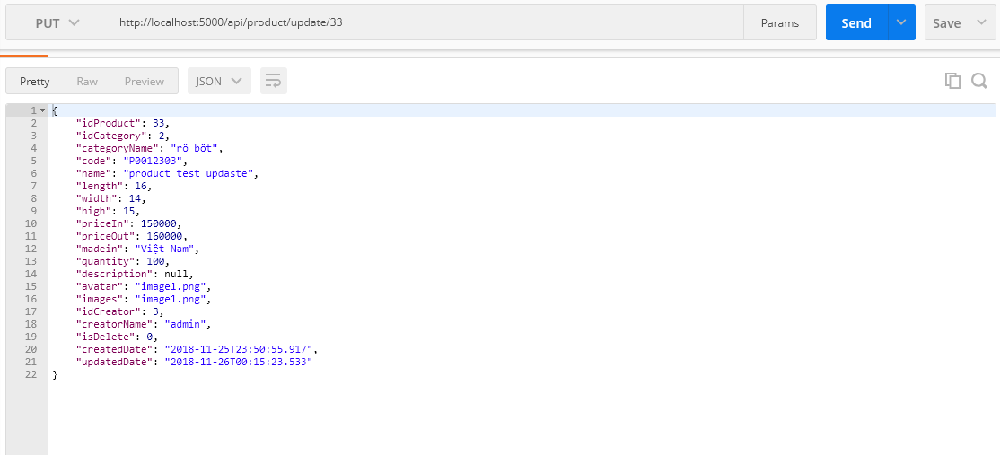 PUT http://localhost:5000/api/product/update/33 Params Send Save
Pretty Raw Preview JSON
1 {
2 "idProduct": 33,
3 "idCategory": 2,
4 "categoryName": "rô bốt",
5 "code": "P0012303",
6 "name": "product test updaste",
7 "length": 16,
8 "width": 14,
9 "high": 15,
10 "priceIn": 150000,
11 "priceOut": 160000,
12 "madein": "Việt Nam",
13 "quantity": 100,
14 "description": null,
15 "avatar": "image1.png",
16 "images": "image1.png",
17 "idCreator": 3,
18 "creatorName": "admin",
19 "isDelete": 0,
20 "createdDate": "2018-11-25T23:50:55.917",
21 "updatedDate": "2018-11-26T00:15:23.533"
22 }